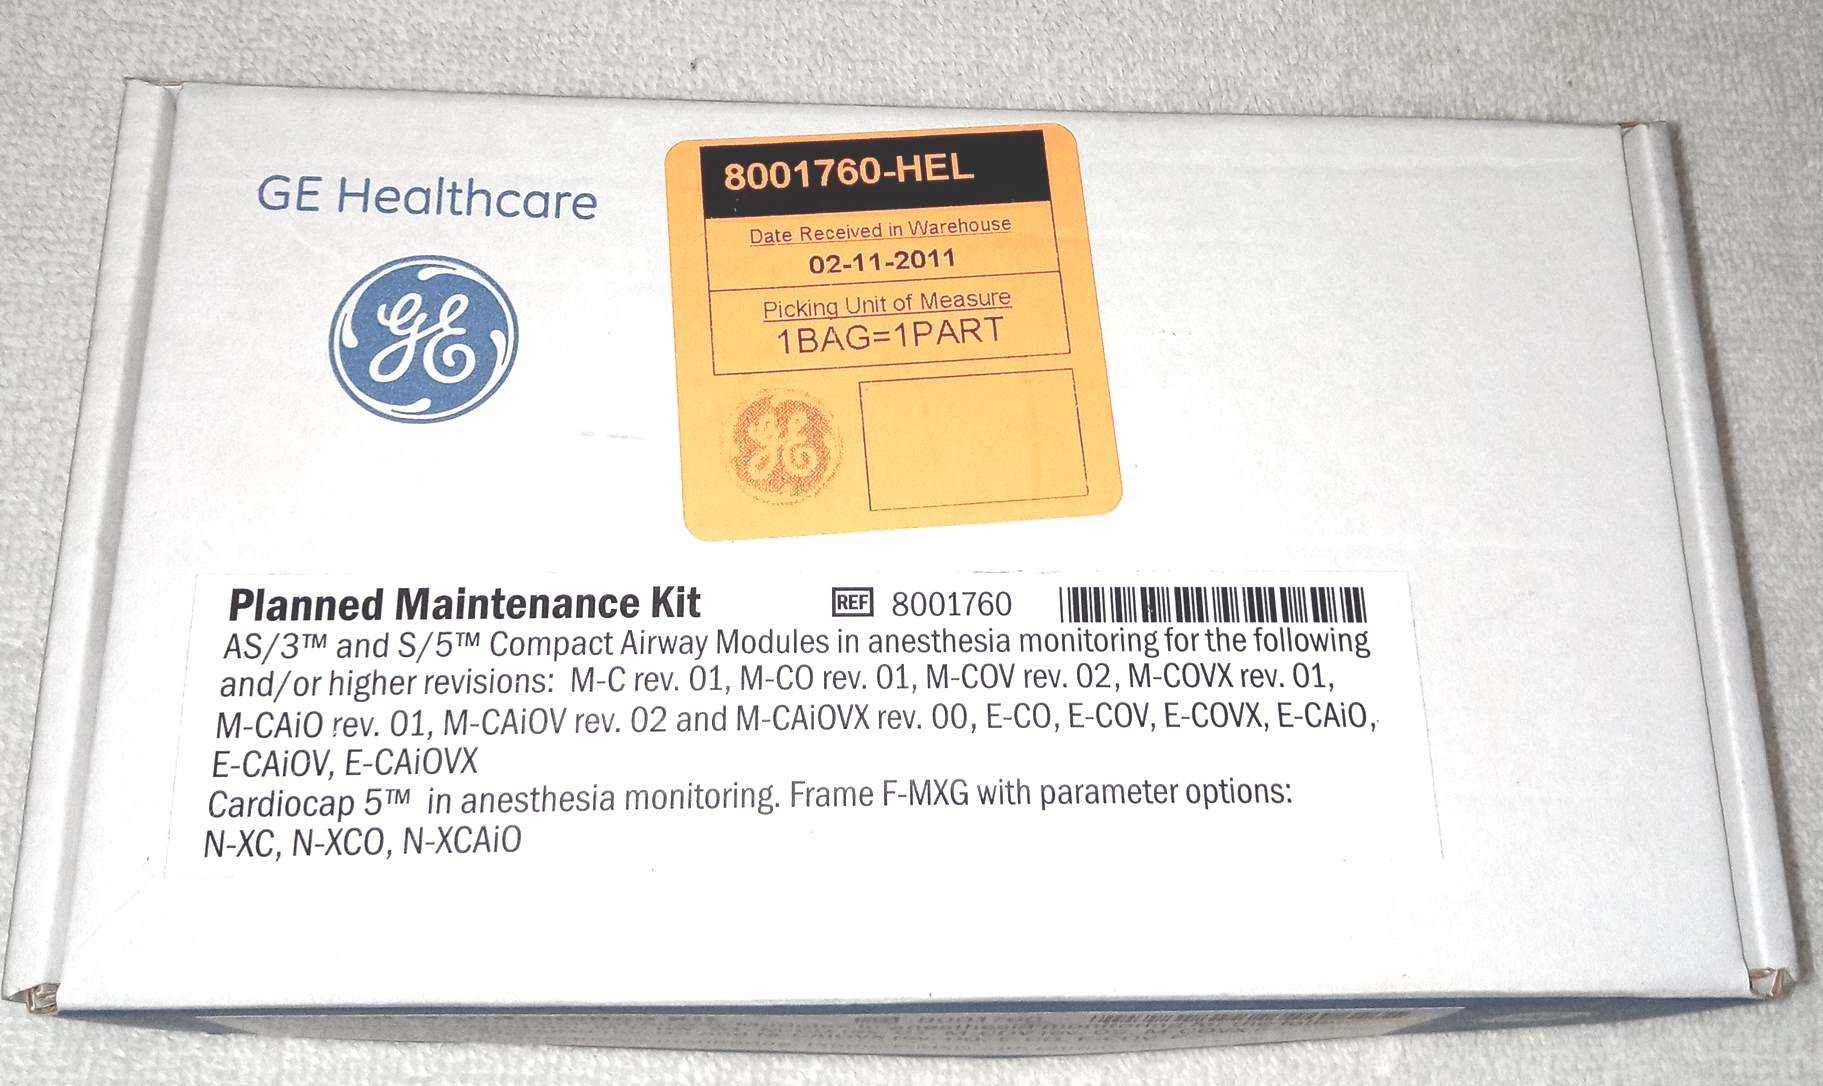 GE Healthcare
GE
8001760-HEL
Date Received in Warehouse
02-11-2011
Picking Unit of Measure
1BAG=1PART
GE
Planned Maintenance Kit
REF 8001760
AS/3™ and S/5™ Compact Airway Modules in anesthesia monitoring for the following
and/or higher revisions: M-C rev. 01, M-CO rev. 01, M-COV rev. 02, M-COVX rev. 01,
M-CAiO rev. 01, M-CAiOV rev. 02 and M-CAiOVX rev. 00, E-CO, E-COV, E-COVX, E-CAiO,
E-CAiOV, E-CAiOVX
Cardiocap 5™ in anesthesia monitoring. Frame F-MXG with parameter options:
N-XC, N-XCO, N-XCAiO